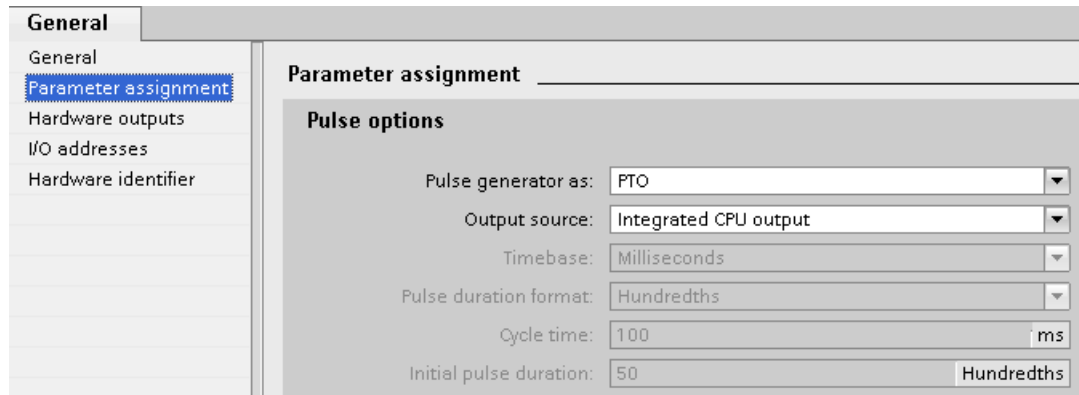 General
General
Parameter assignment
Hardware outputs
I/O addresses
Hardware identifier
Parameter assignment
Pulse options
Pulse generator as: PTO
Output source: Integrated CPU output
Timebase: Milliseconds
Pulse duration format: Hundredths
Cycle time: 100 ms
Initial pulse duration: 50 Hundredths